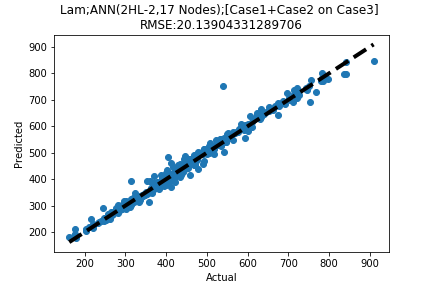 Lam;ANN(2HL-2,17 Nodes);[Case1+Case2 on Case3]
RMSE:20.13904331289706
900
800
700
600
500
400
300
200
Predicted
200 300 400 500 600 700 800 900
Actual